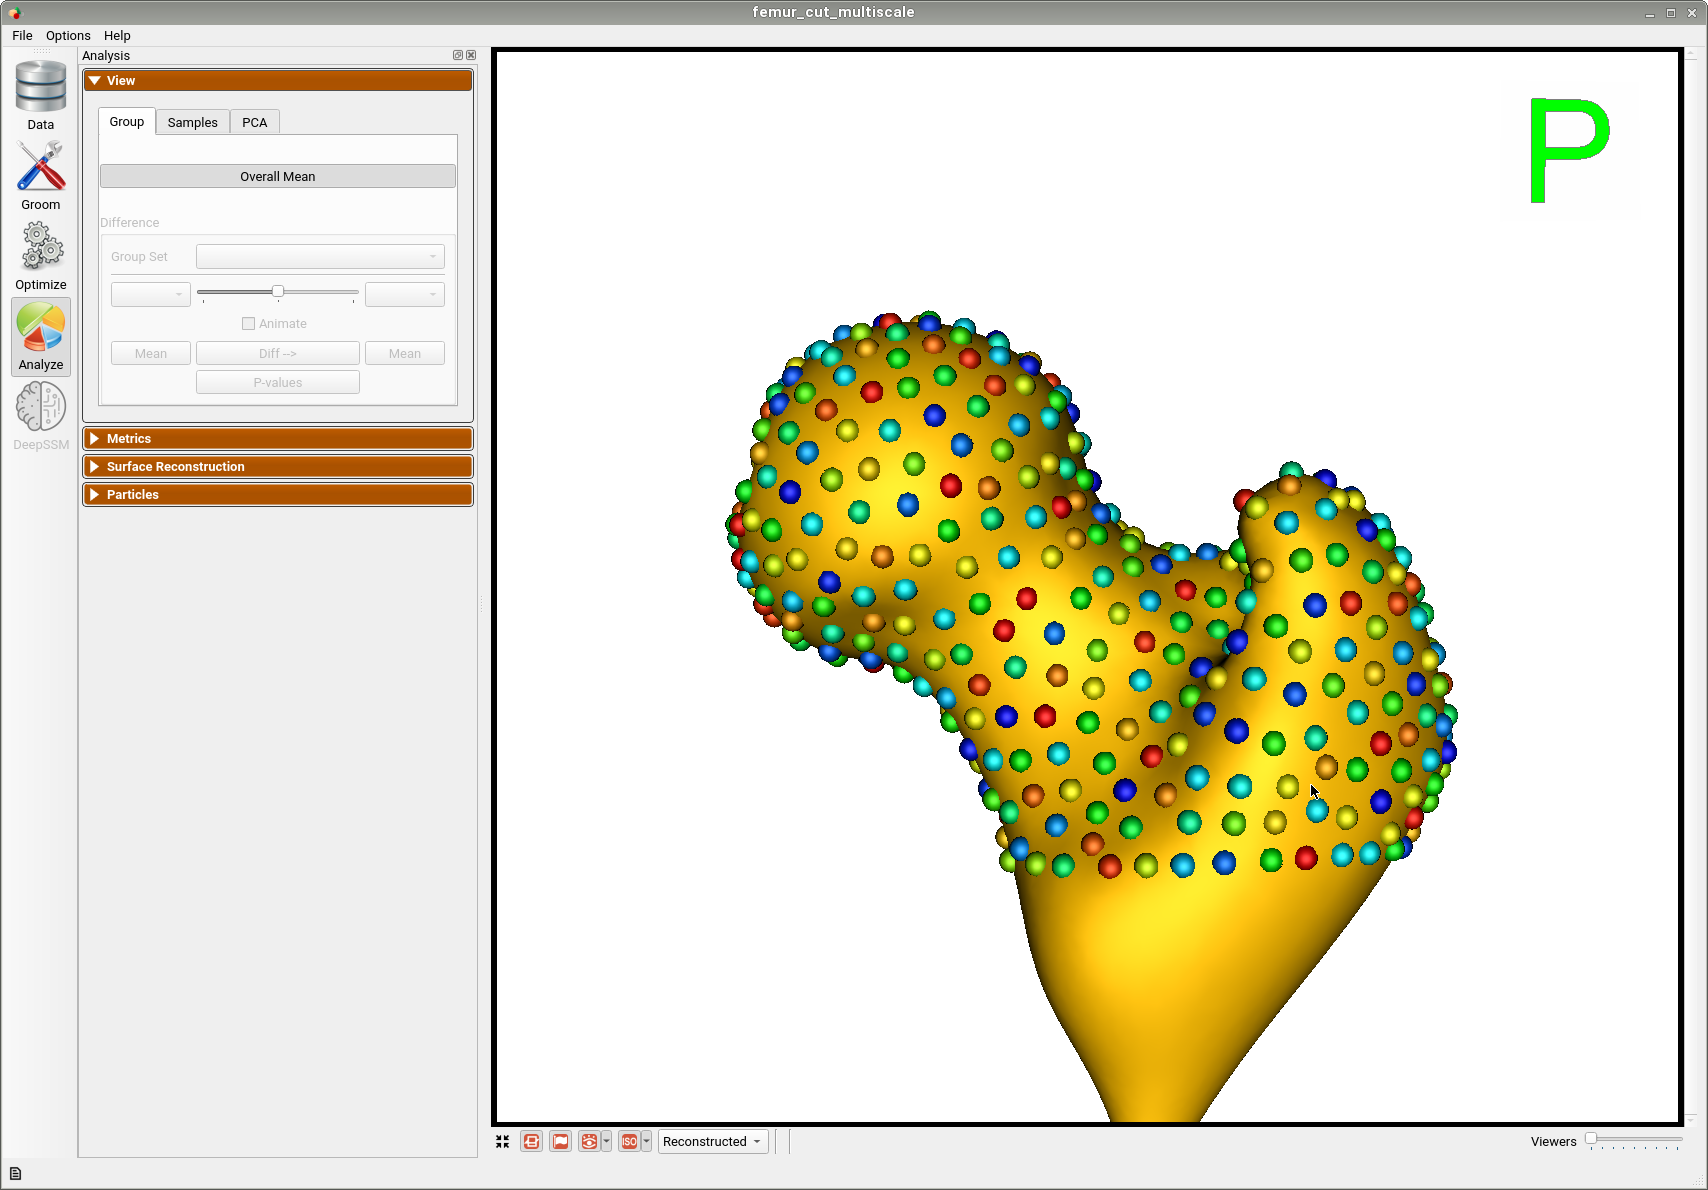 femur_cut_multiscale
File Options Help
Analysis
Data
Groom
Optimize
Analyze
DeepSSM
View
Group Samples PCA
Overall Mean
Difference
Group Set
Animate
Mean Diff --> Mean
P-values
Metrics
Surface Reconstruction
Particles
P
ISO
Reconstructed
Viewers